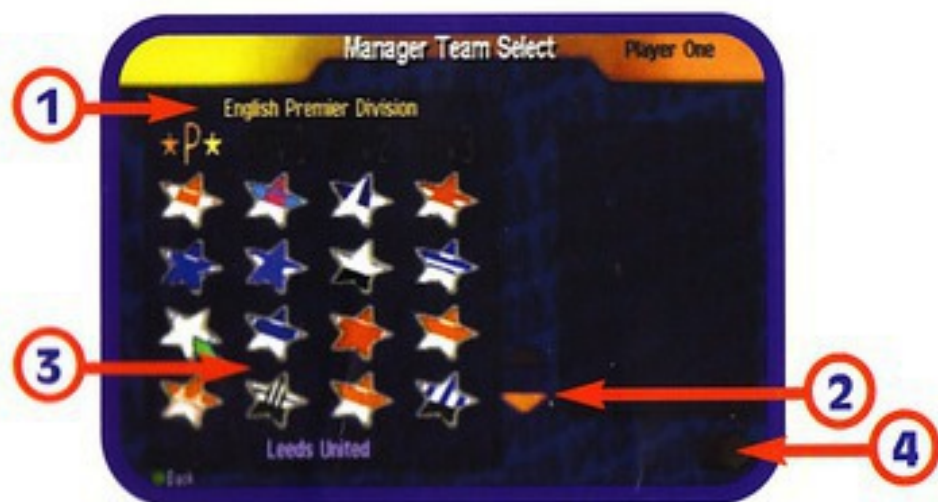 Manager Team Select
Player One
1
English Premier Division
★P★
3
2
4
Leeds United
Back